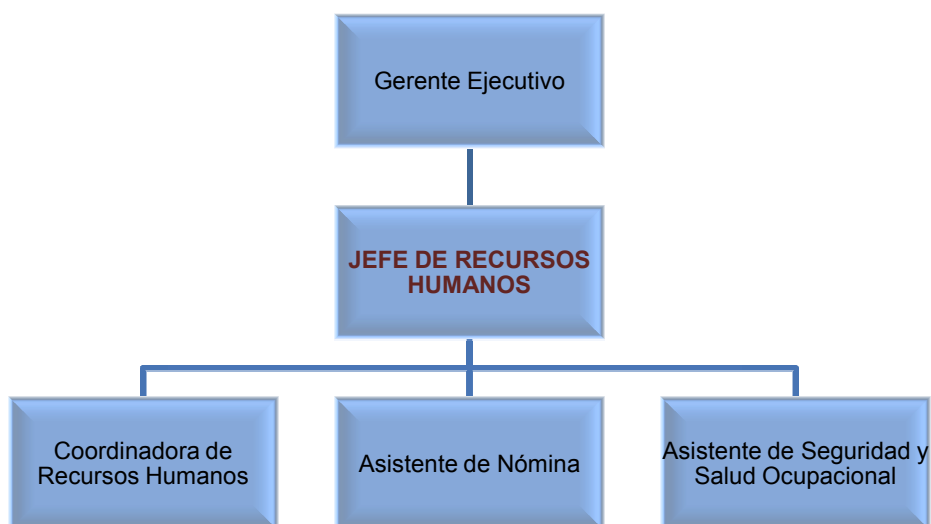 Gerente Ejecutivo
JEFE DE RECURSOS
HUMANOS
Coordinadora de
Recursos Humanos
Asistente de Nómina
Asistente de Seguridad y
Salud Ocupacional